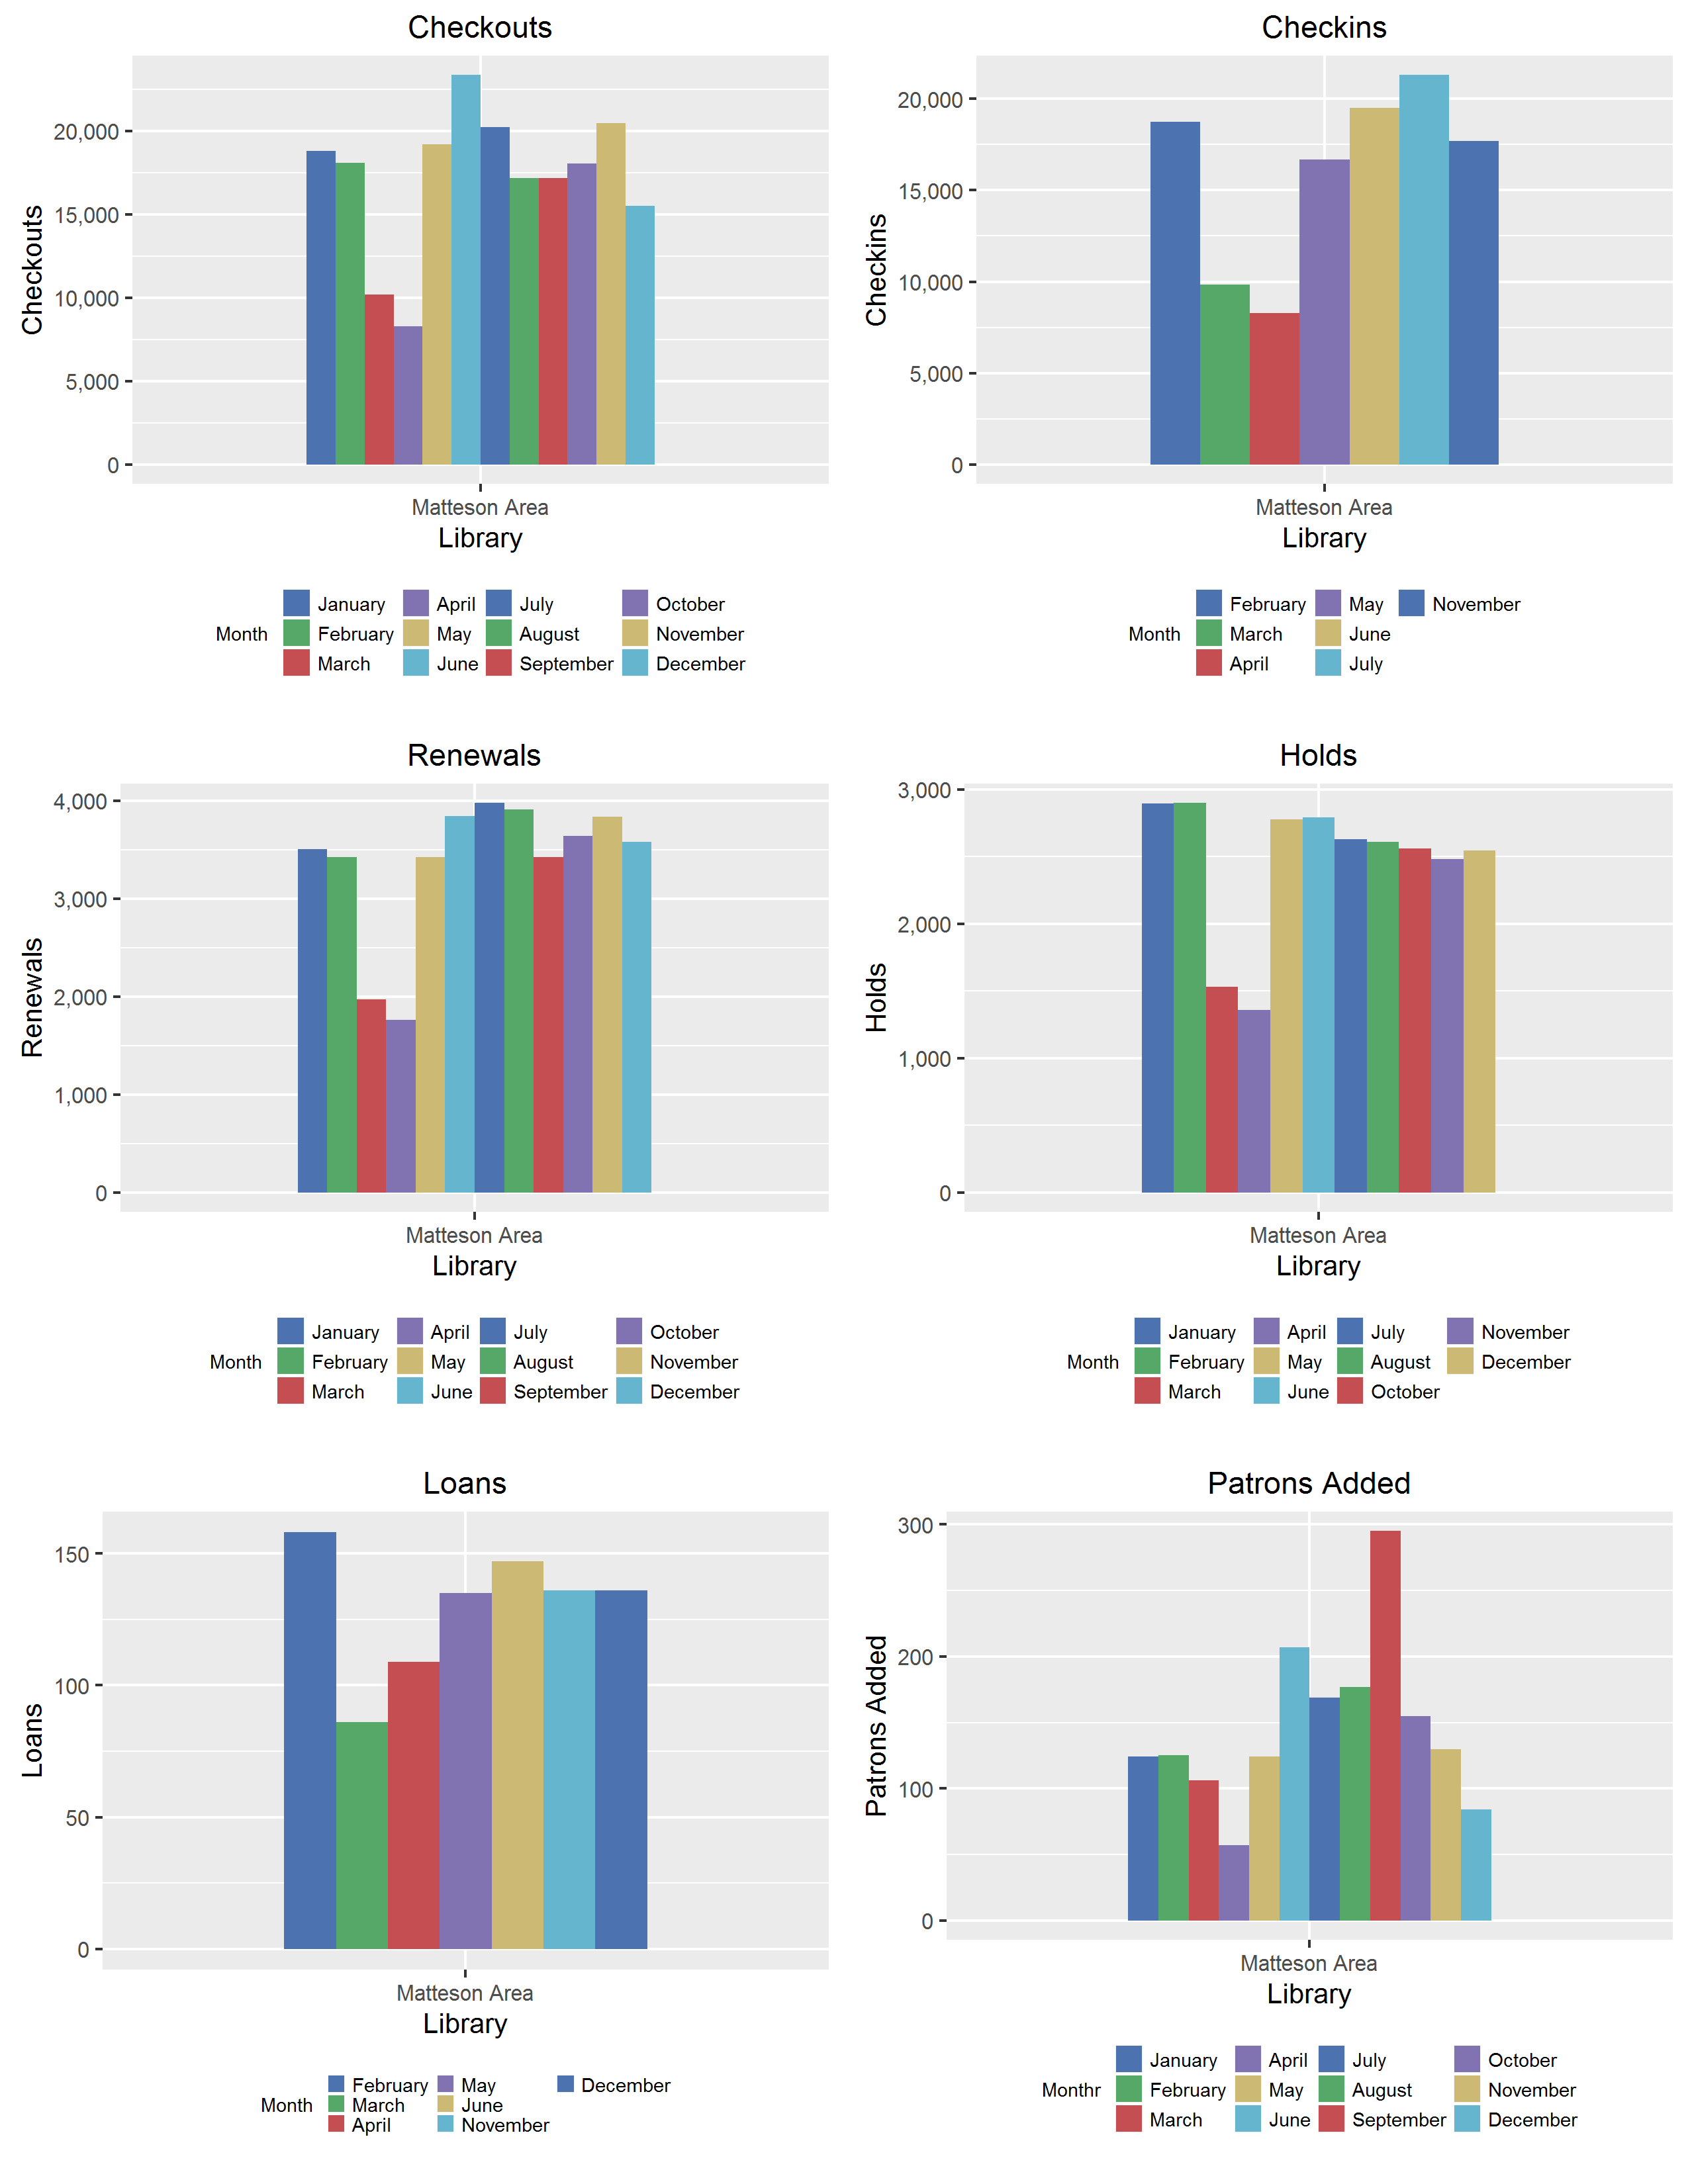 Checkouts
Checkouts
20,000
15,000
10,000
5,000
0
Matteson Area
Library
Month
January April July October
February May August November
March June September December
Checkins
Checkins
20,000
15,000
10,000
5,000
0
Matteson Area
Library
Month
February May November
March June
April July
Renewals
Renewals
4,000
3,000
2,000
1,000
0
Matteson Area
Library
Month
January April July October
February May August November
March June September December
Holds
Holds
3,000
2,000
1,000
0
Matteson Area
Library
Month
January April July November
February May August December
March June October
Loans
Loans
150
100
50
0
Matteson Area
Library
Month
February May December
March June
April November
Patrons Added
Patrons Added
300
200
100
0
Matteson Area
Library
Monthr
January April July October
February May August November
March June September December